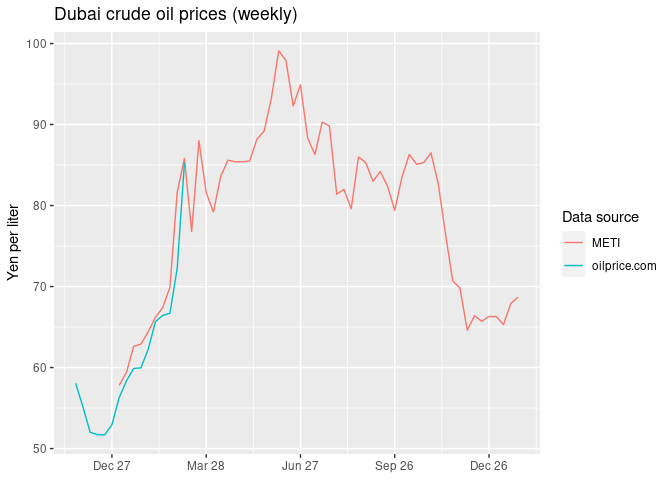 Dubai crude oil prices (weekly)
100
90
80
70
60
50
Yen per liter
Dec 27
Mar 28
Jun 27
Sep 26
Dec 26
Data source
METI
oilprice.com